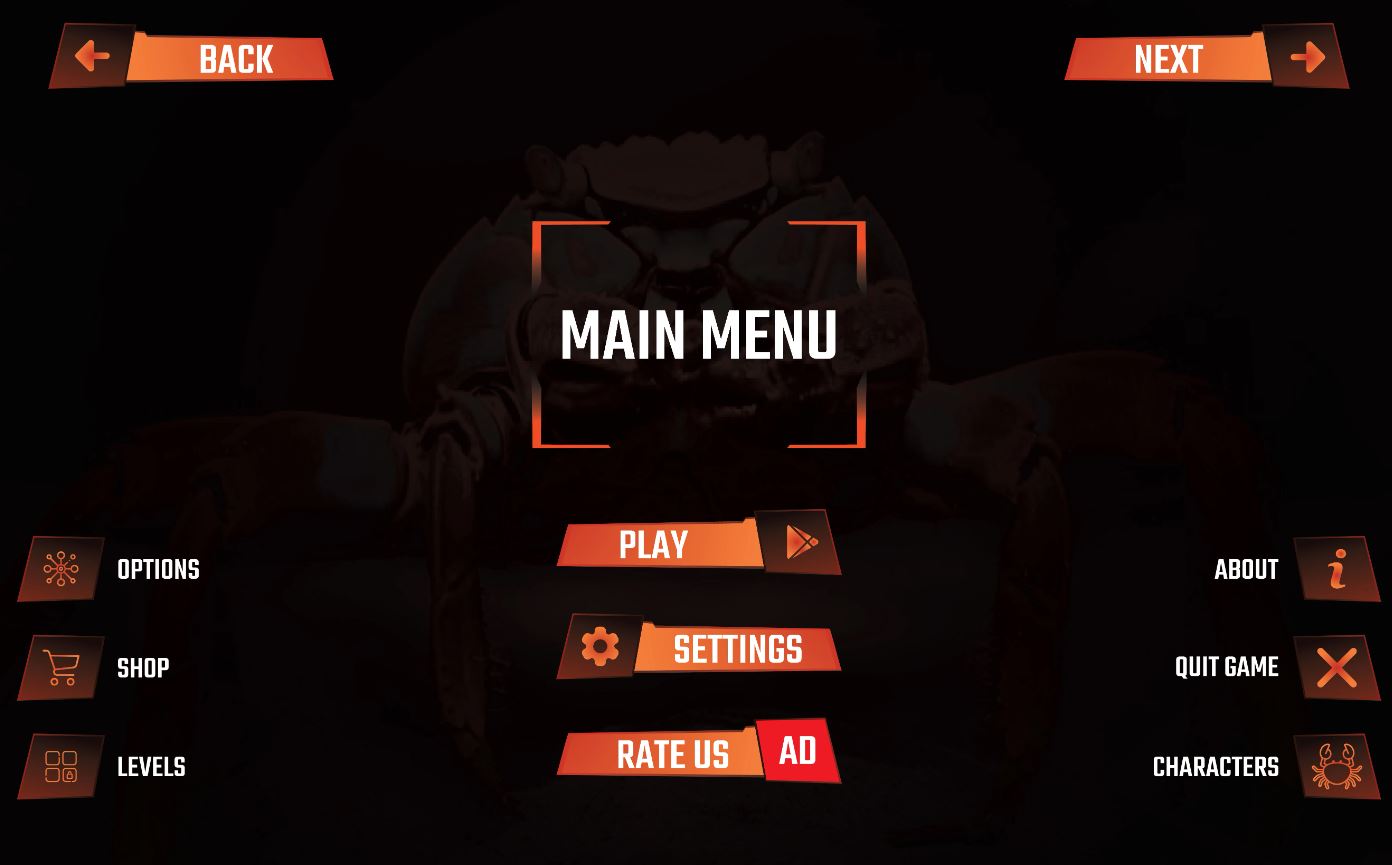 BACK
NEXT
MAIN MENU
PLAY
OPTIONS
ABOUT
SETTINGS
SHOP
QUIT GAME
RATE US AD
LEVELS
CHARACTERS